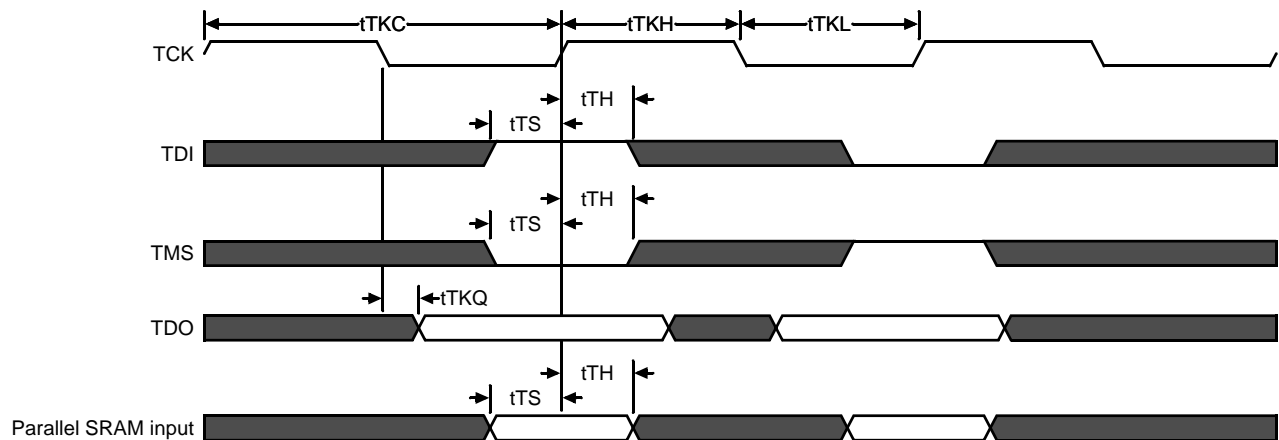 tTKC tTKH tTKL
TCK
tTH
tTS
TDI
tTH
tTS
TMS
tTKQ
TDO
tTH
tTS
Parallel SRAM input